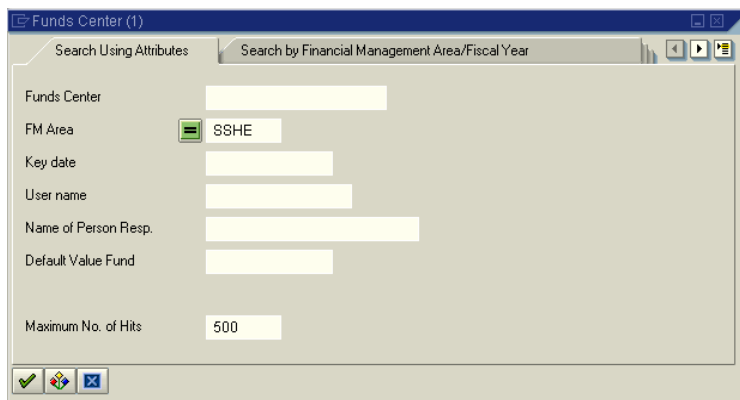 Funds Center (1)
Search Using Attributes
Search by Financial Management Area/Fiscal Year
Funds Center
FM Area SSHE
Key date
User name
Name of Person Resp.
Default Value Fund
Maximum No. of Hits 500